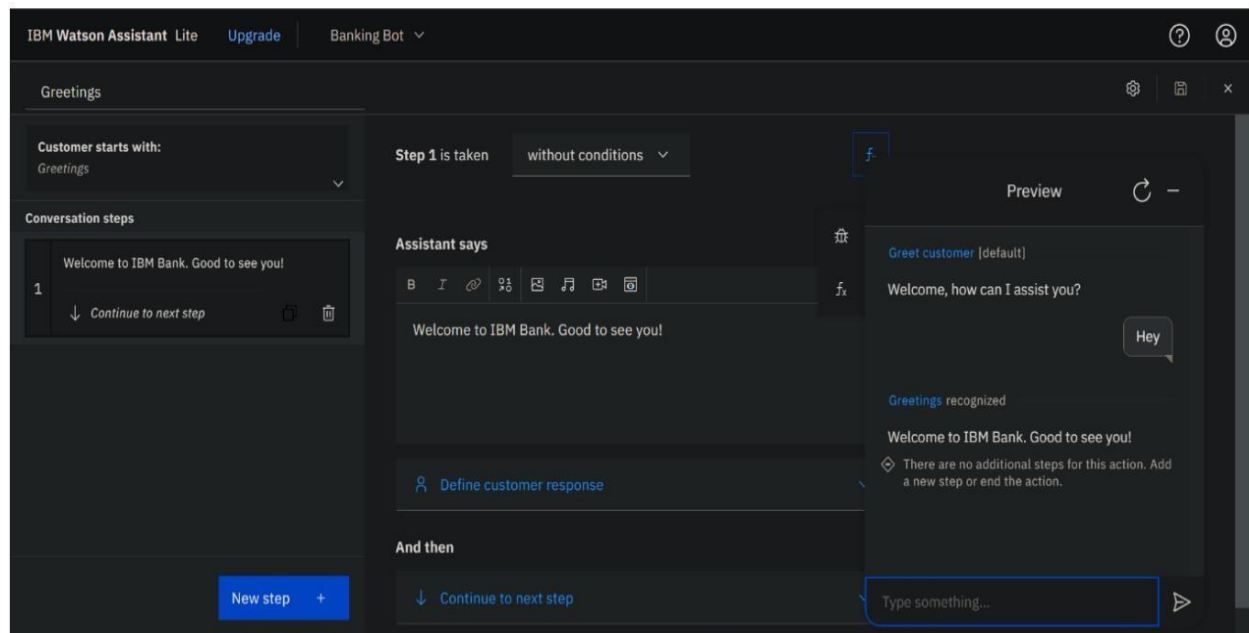 IBM Watson Assistant Lite Upgrade Banking Bot
Greetings
Customer starts with:
Greetings
Conversation steps
1
Welcome to IBM Bank. Good to see you!
Continue to next step
New step +
Step 1 is taken without conditions
Assistant says
B I
Welcome to IBM Bank. Good to see you!
Define customer response
And then
Continue to next step
fx
Preview
Greet customer [default]
Welcome, how can I assist you?
Hey
Greetings recognized
Welcome to IBM Bank. Good to see you!
There are no additional steps for this action. Add
a new step or end the action.
Type something...